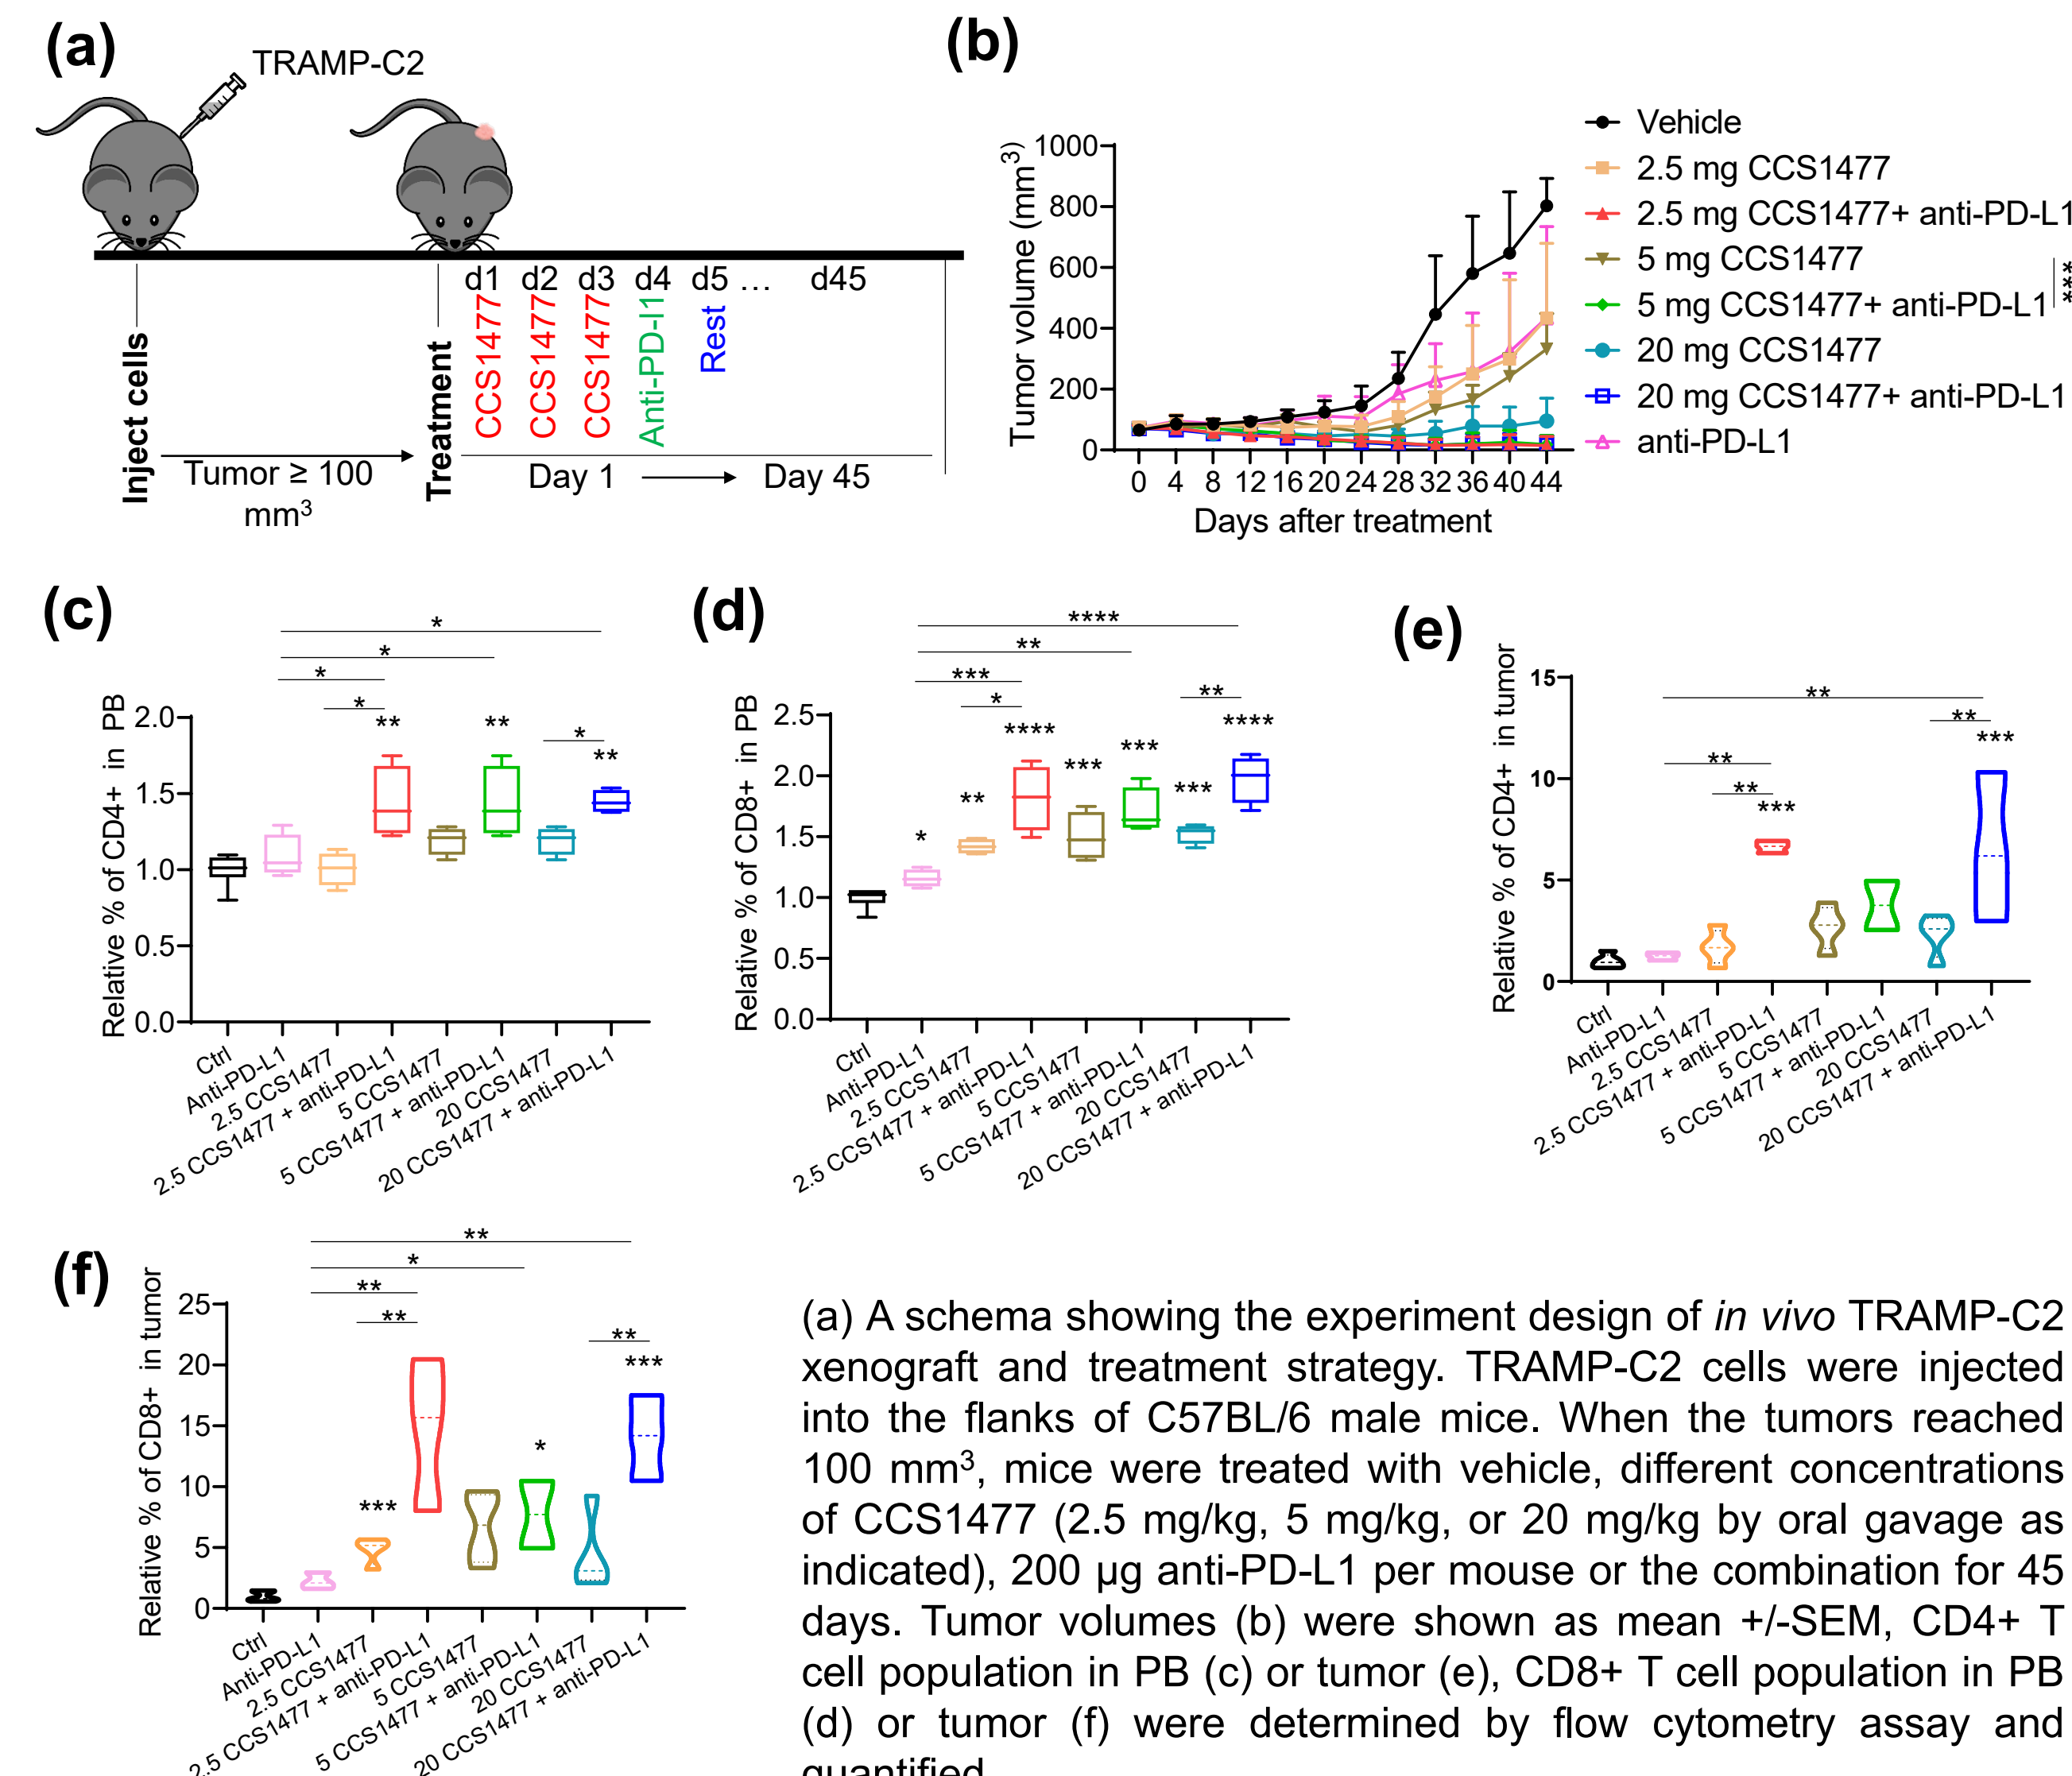 (a)
TRAMP-C2
d1 d2 d3 d4 d5 … d45
CCS1477
CCS1477
CCS1477
Anti-PD-l1
Rest
Inject cells
Tumor ≥ 100
mm3
Treatment
Day 1
Day 45
(b)
Tumor volume (mm3)
1000
800
600
400
200
0
0 4 8 12 16 20 24 28 32 36 40 44
Days after treatment
Vehicle
2.5 mg CCS1477
2.5 mg CCS1477+ anti-PD-L1
5 mg CCS1477
5 mg CCS1477+ anti-PD-L1
***
20 mg CCS1477
20 mg CCS1477+ anti-PD-L1
anti-PD-L1
(c)
*
*
*
*
** **
*
**
Relative % of CD4+ in PB
2.0
1.5
1.0
0.5
0.0
Ctrl
Anti-PD-L1
2.5 CCS1477
2.5 CCS1477 + anti-PD-L1
5 CCS1477
5 CCS1477 + anti-PD-L1
20 CCS1477
20 CCS1477 + anti-PD-L1
(d)
****
**
***
*
**
****
****
***
***
***
**
*
Relative % of CD8+ in PB
2.5
2.0
1.5
1.0
0.5
0.0
Ctrl
Anti-PD-L1
2.5 CCS1477
2.5 CCS1477 + anti-PD-L1
5 CCS1477
5 CCS1477 + anti-PD-L1
20 CCS1477
20 CCS1477 + anti-PD-L1
(e)
**
**
***
**
**
***
Relative % of CD4+ in tumor
15
10
5
0
Ctrl
Anti-PD-L1
2.5 CCS1477
2.5 CCS1477 + anti-PD-L1
5 CCS1477
5 CCS1477 + anti-PD-L1
20 CCS1477
20 CCS1477 + anti-PD-L1
(f)
**
*
**
**
**
***
*
***
Relative % of CD8+ in tumor
25
20
15
10
5
0
Ctrl
Anti-PD-L1
2.5 CCS1477
2.5 CCS1477 + anti-PD-L1
5 CCS1477
5 CCS1477 + anti-PD-L1
20 CCS1477
20 CCS1477 + anti-PD-L1
(a) A schema showing the experiment design of in vivo TRAMP-C2
xenograft and treatment strategy. TRAMP-C2 cells were injected
into the flanks of C57BL/6 male mice. When the tumors reached
100 mm3, mice were treated with vehicle, different concentrations
of CCS1477 (2.5 mg/kg, 5 mg/kg, or 20 mg/kg by oral gavage as
indicated), 200 µg anti-PD-L1 per mouse or the combination for 45
days. Tumor volumes (b) were shown as mean +/-SEM, CD4+ T
cell population in PB (c) or tumor (e), CD8+ T cell population in PB
(d) or tumor (f) were determined by flow cytometry assay and
quantified